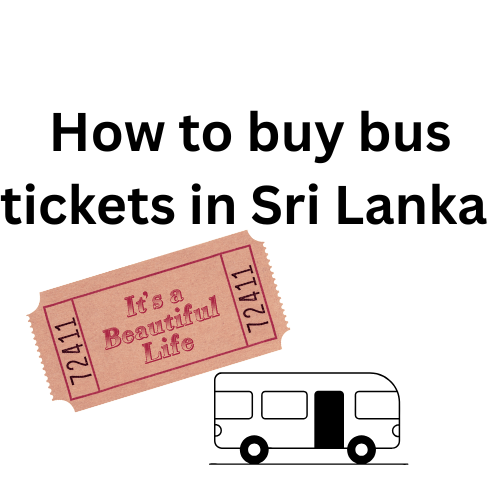 How to buy bus
tickets in Sri Lanka
72411
It's a
Beautiful
Life
72411